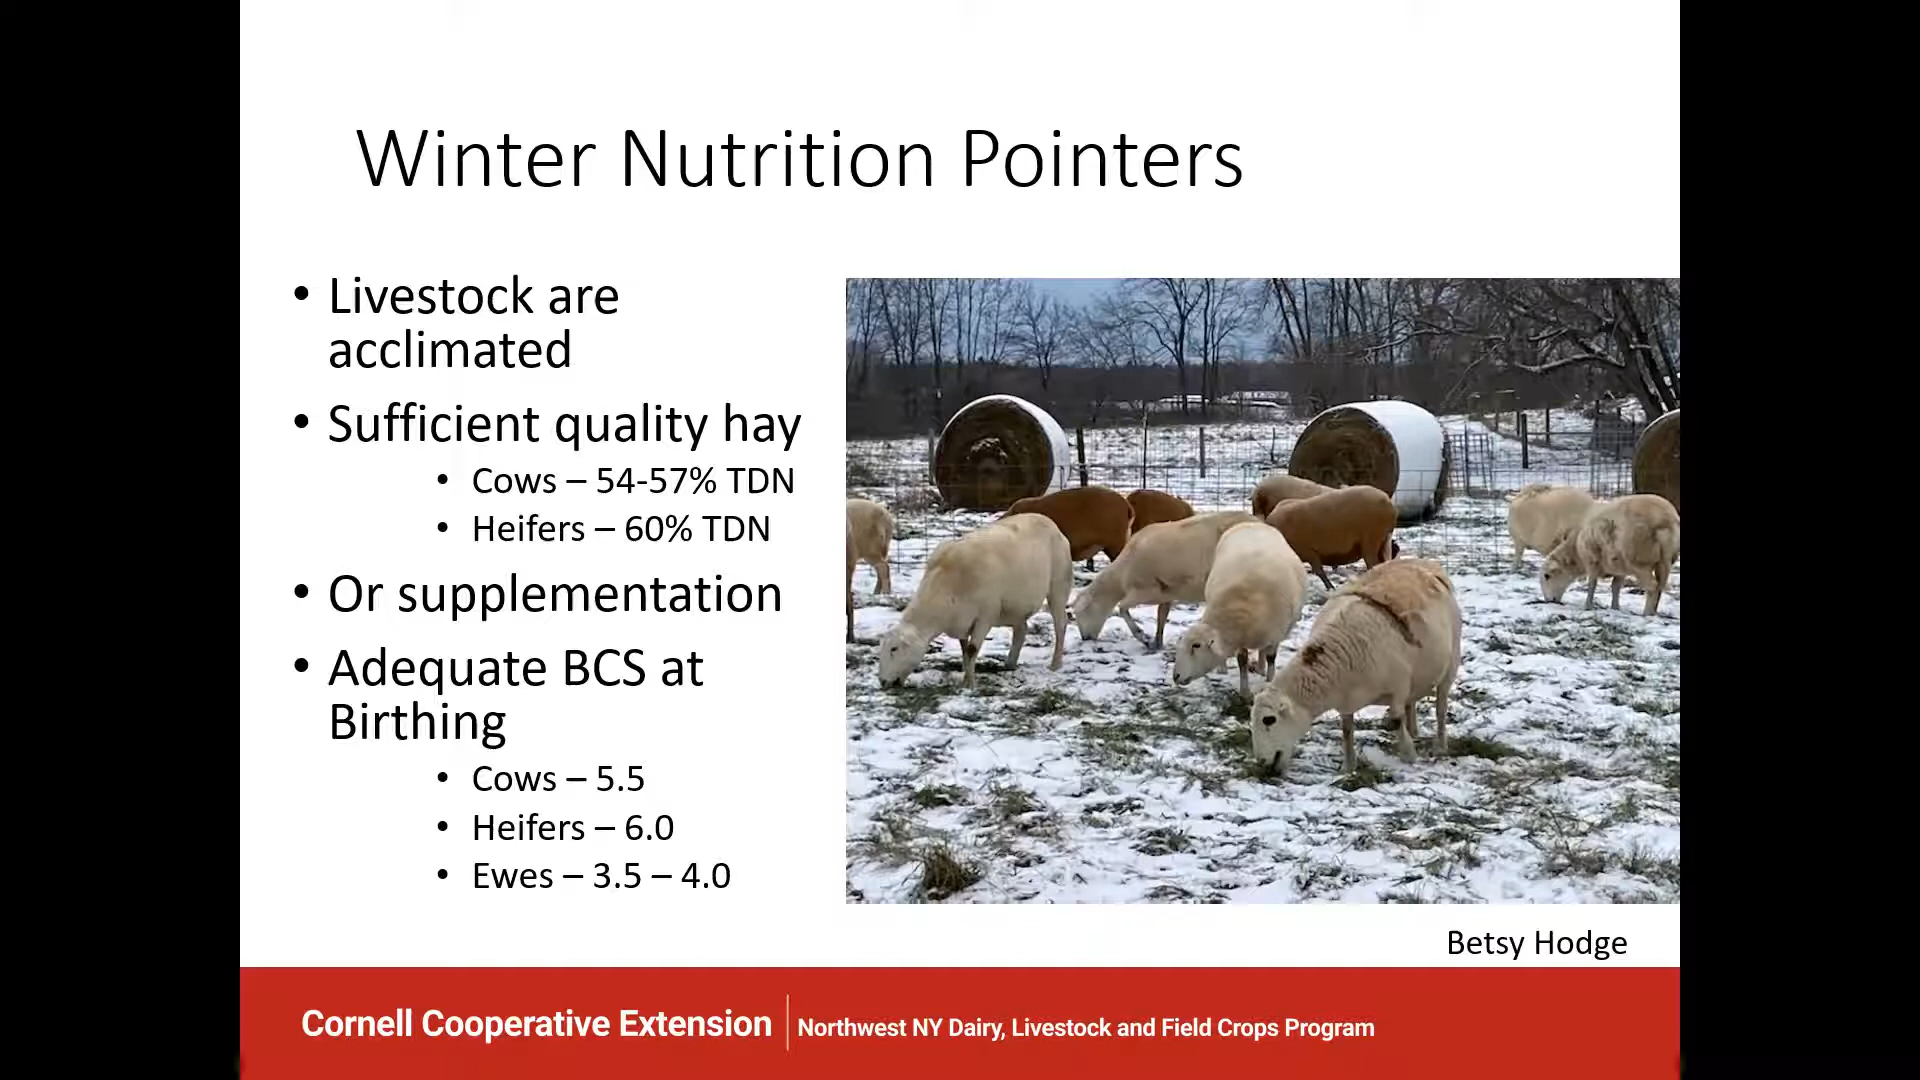 Winter Nutrition Pointers
• Livestock are
acclimated
• Sufficient quality hay
• Cows – 54-57% TDN
• Heifers – 60% TDN
• Or supplementation
• Adequate BCS at
Birthing
• Cows – 5.5
• Heifers – 6.0
• Ewes – 3.5 – 4.0
Betsy Hodge
Cornell Cooperative Extension | Northwest NY Dairy, Livestock and Field Crops Program